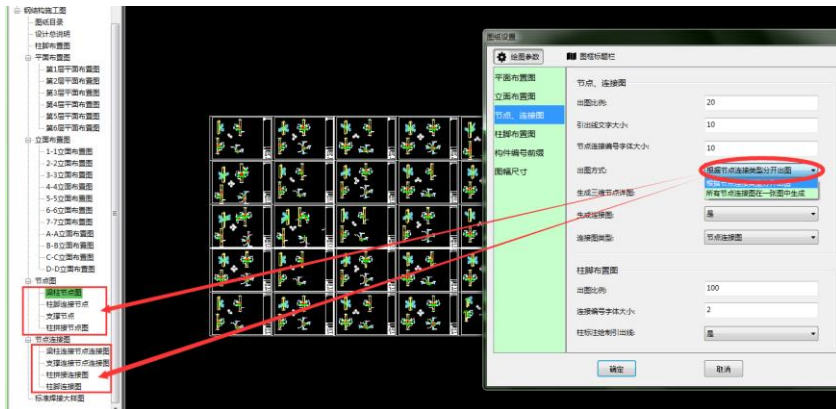 钢结构施工图
图纸目录
设计总说明
柱脚布置图
平面布置图
第1层平面布置图
第2层平面布置图
第3层平面布置图
第4层平面布置图
第5层平面布置图
第6层平面布置图
立面布置图
1-1立面布置图
2-2立面布置图
3-3立面布置图
4-4立面布置图
5-5立面布置图
6-6立面布置图
7-7立面布置图
A-A立面布置图
B-B立面布置图
C-C立面布置图
D-D立面布置图
节点图
梁柱节点图
柱脚连接节点
支撑节点
柱拼接节点图
节点连接图
梁柱连接节点连接图
支撑连接节点连接图
柱拼接连接图
柱脚连接图
标准焊接大样图
图纸设置
绘图参数
图框标题栏
平面布置图
立面布置图
节点、连接图
柱脚布置图
构件编号前缀
图幅尺寸
节点、连接图
出图比例: 20
引出线文字大小: 10
节点连接编号字体大小: 10
出图方式: 根据节点连接类型分开出图
根据节点连接类型分开出图
所有节点连接图在一张图中生成
生成三维节点详图:
生成连接图: 是
连接图类型: 节点连接图
柱脚布置图
出图比例: 100
连接编号字体大小: 2
柱标注绘制引出线: 是
确定
取消